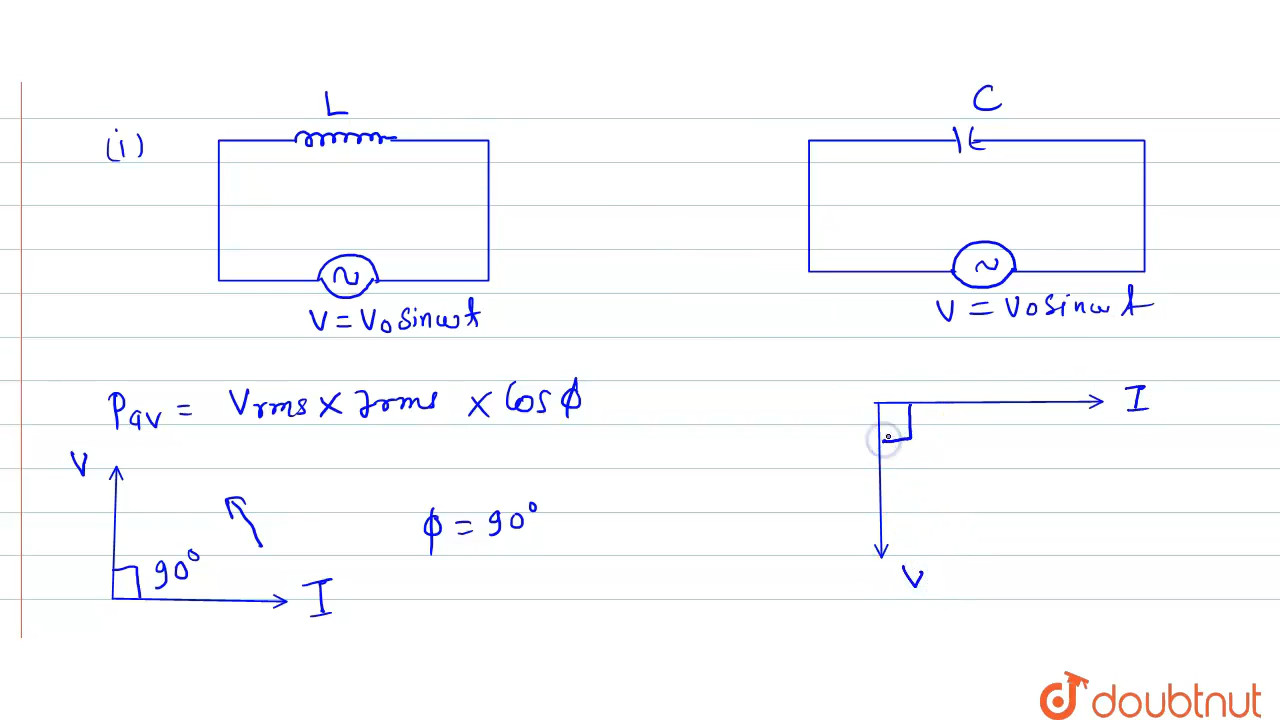 L
C
(i)
V = V₀ sinωt
V = V₀ sinωt
Pav = Vrms × Irms × Cos ϕ
I
V
ϕ = 90°
90°
I
V
doubtnut